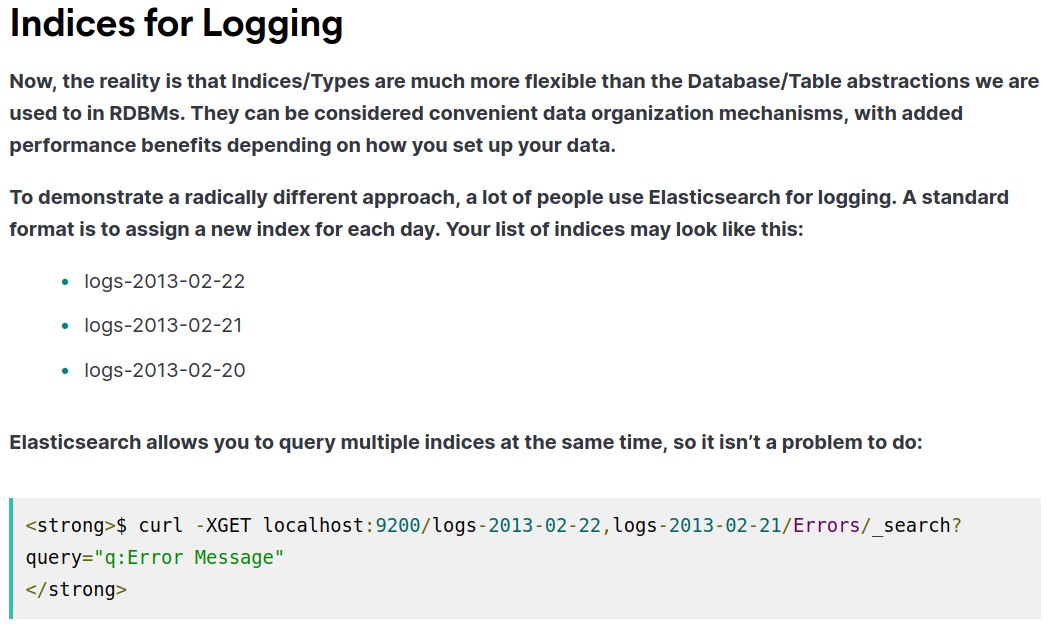 Indices for Logging
Now, the reality is that Indices/Types are much more flexible than the Database/Table abstractions we are
used to in RDBMs. They can be considered convenient data organization mechanisms, with added
performance benefits depending on how you set up your data.
To demonstrate a radically different approach, a lot of people use Elasticsearch for logging. A standard
format is to assign a new index for each day. Your list of indices may look like this:
• logs-2013-02-22
• logs-2013-02-21
• logs-2013-02-20
Elasticsearch allows you to query multiple indices at the same time, so it isn’t a problem to do:
<strong>$ curl -XGET localhost:9200/logs-2013-02-22,logs-2013-02-21/Errors/_search?
query="q:Error Message"
</strong>